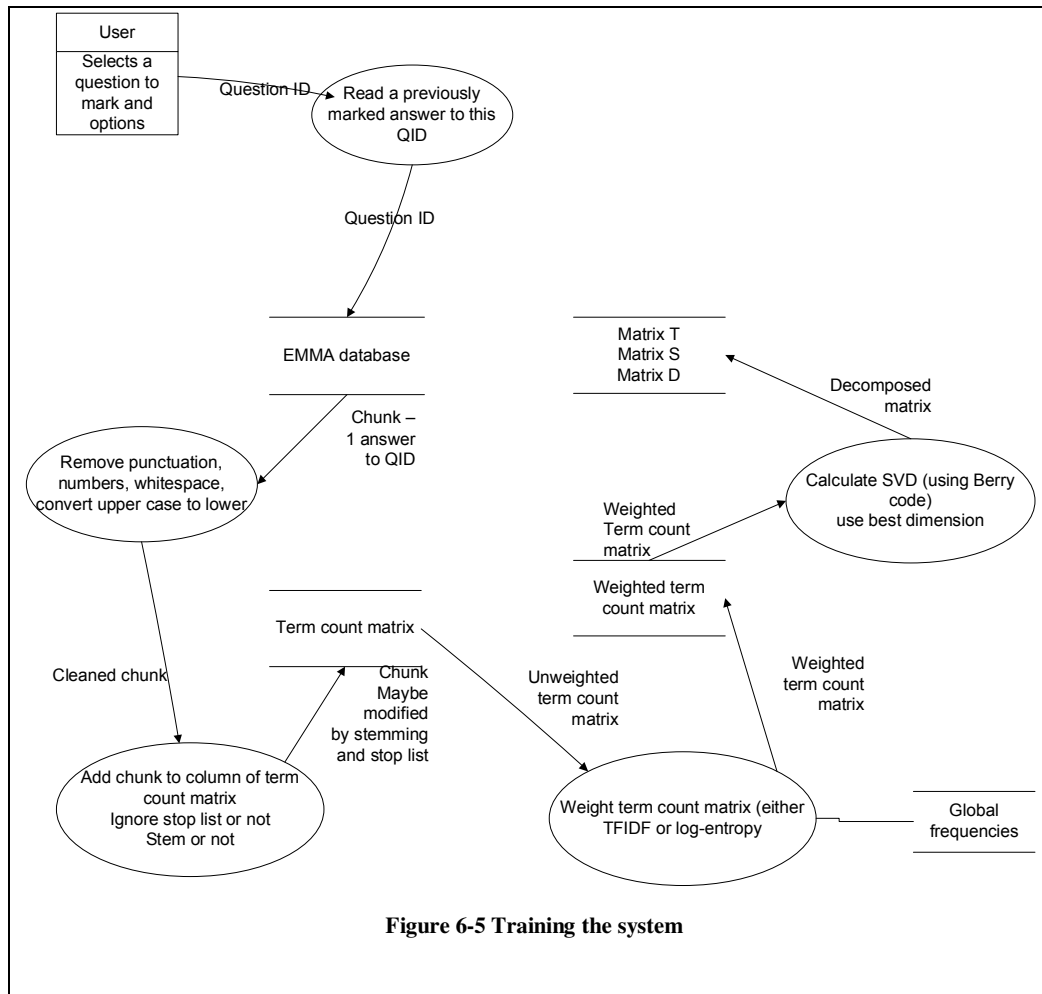 User
Selects a
question to
mark and
options
Question ID
Read a previously
marked answer to this
QID
Question ID
EMMA database
Matrix T
Matrix S
Matrix D
Decomposed
matrix
Chunk –
1 answer
to QID
Remove punctuation,
numbers, whitespace,
convert upper case to lower
Calculate SVD (using Berry
code)
use best dimension
Weighted
Term count
matrix
Weighted term
count matrix
Term count matrix
Cleaned chunk
Chunk
Maybe
modified
by stemming
and stop list
Unweighted
term count
matrix
Weighted
term count
matrix
Add chunk to column of term
count matrix
Ignore stop list or not
Stem or not
Weight term count matrix (either
TFIDF or log-entropy
Global
frequencies
Figure 6-5 Training the system